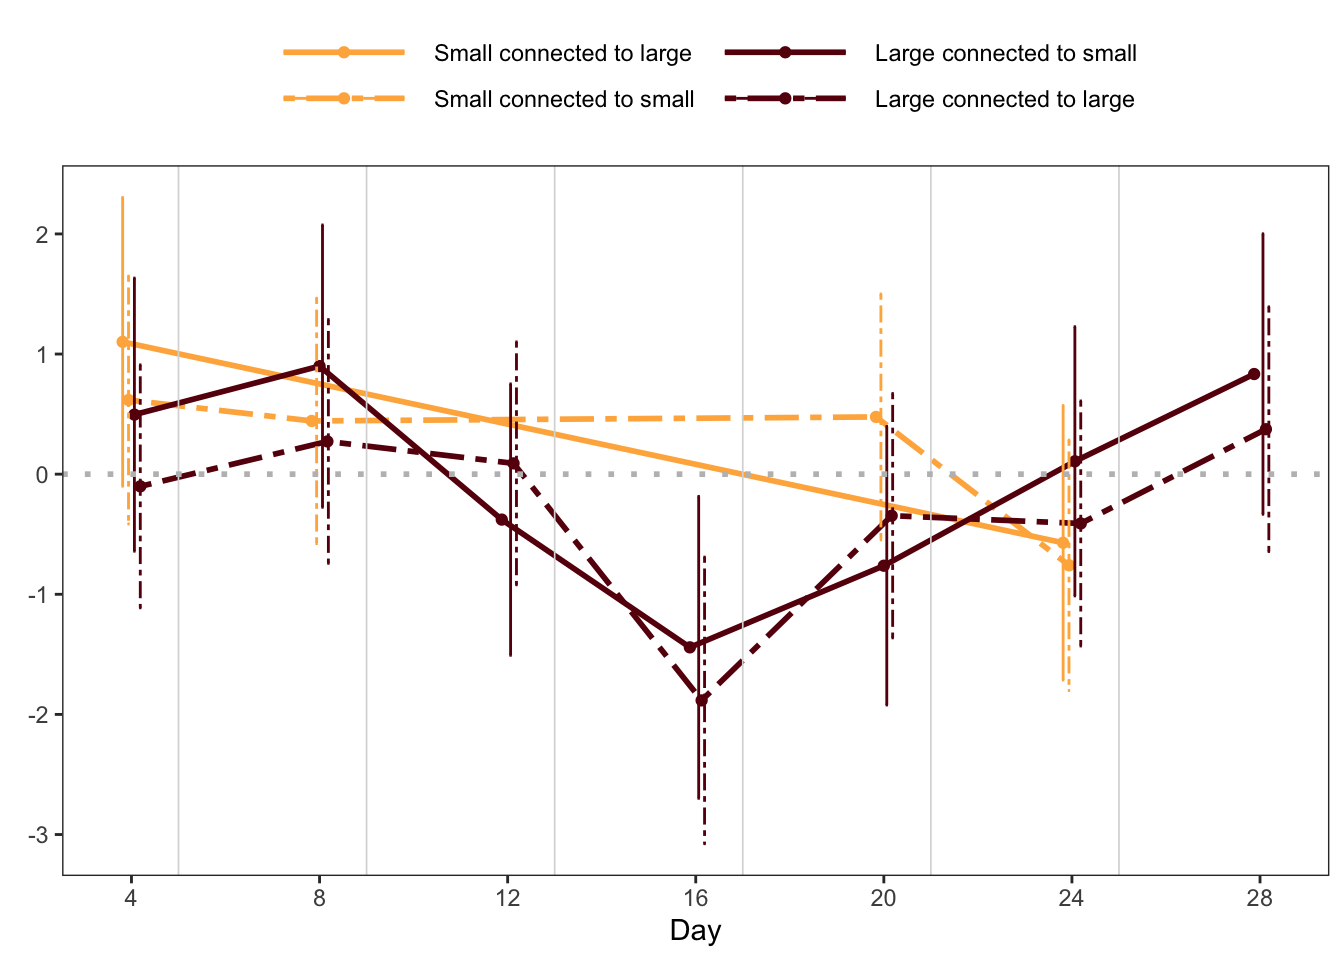 Small connected to large Large connected to small
Small connected to small Large connected to large
2
1
0
-1
-2
-3
4 8 12 16 20 24 28
Day